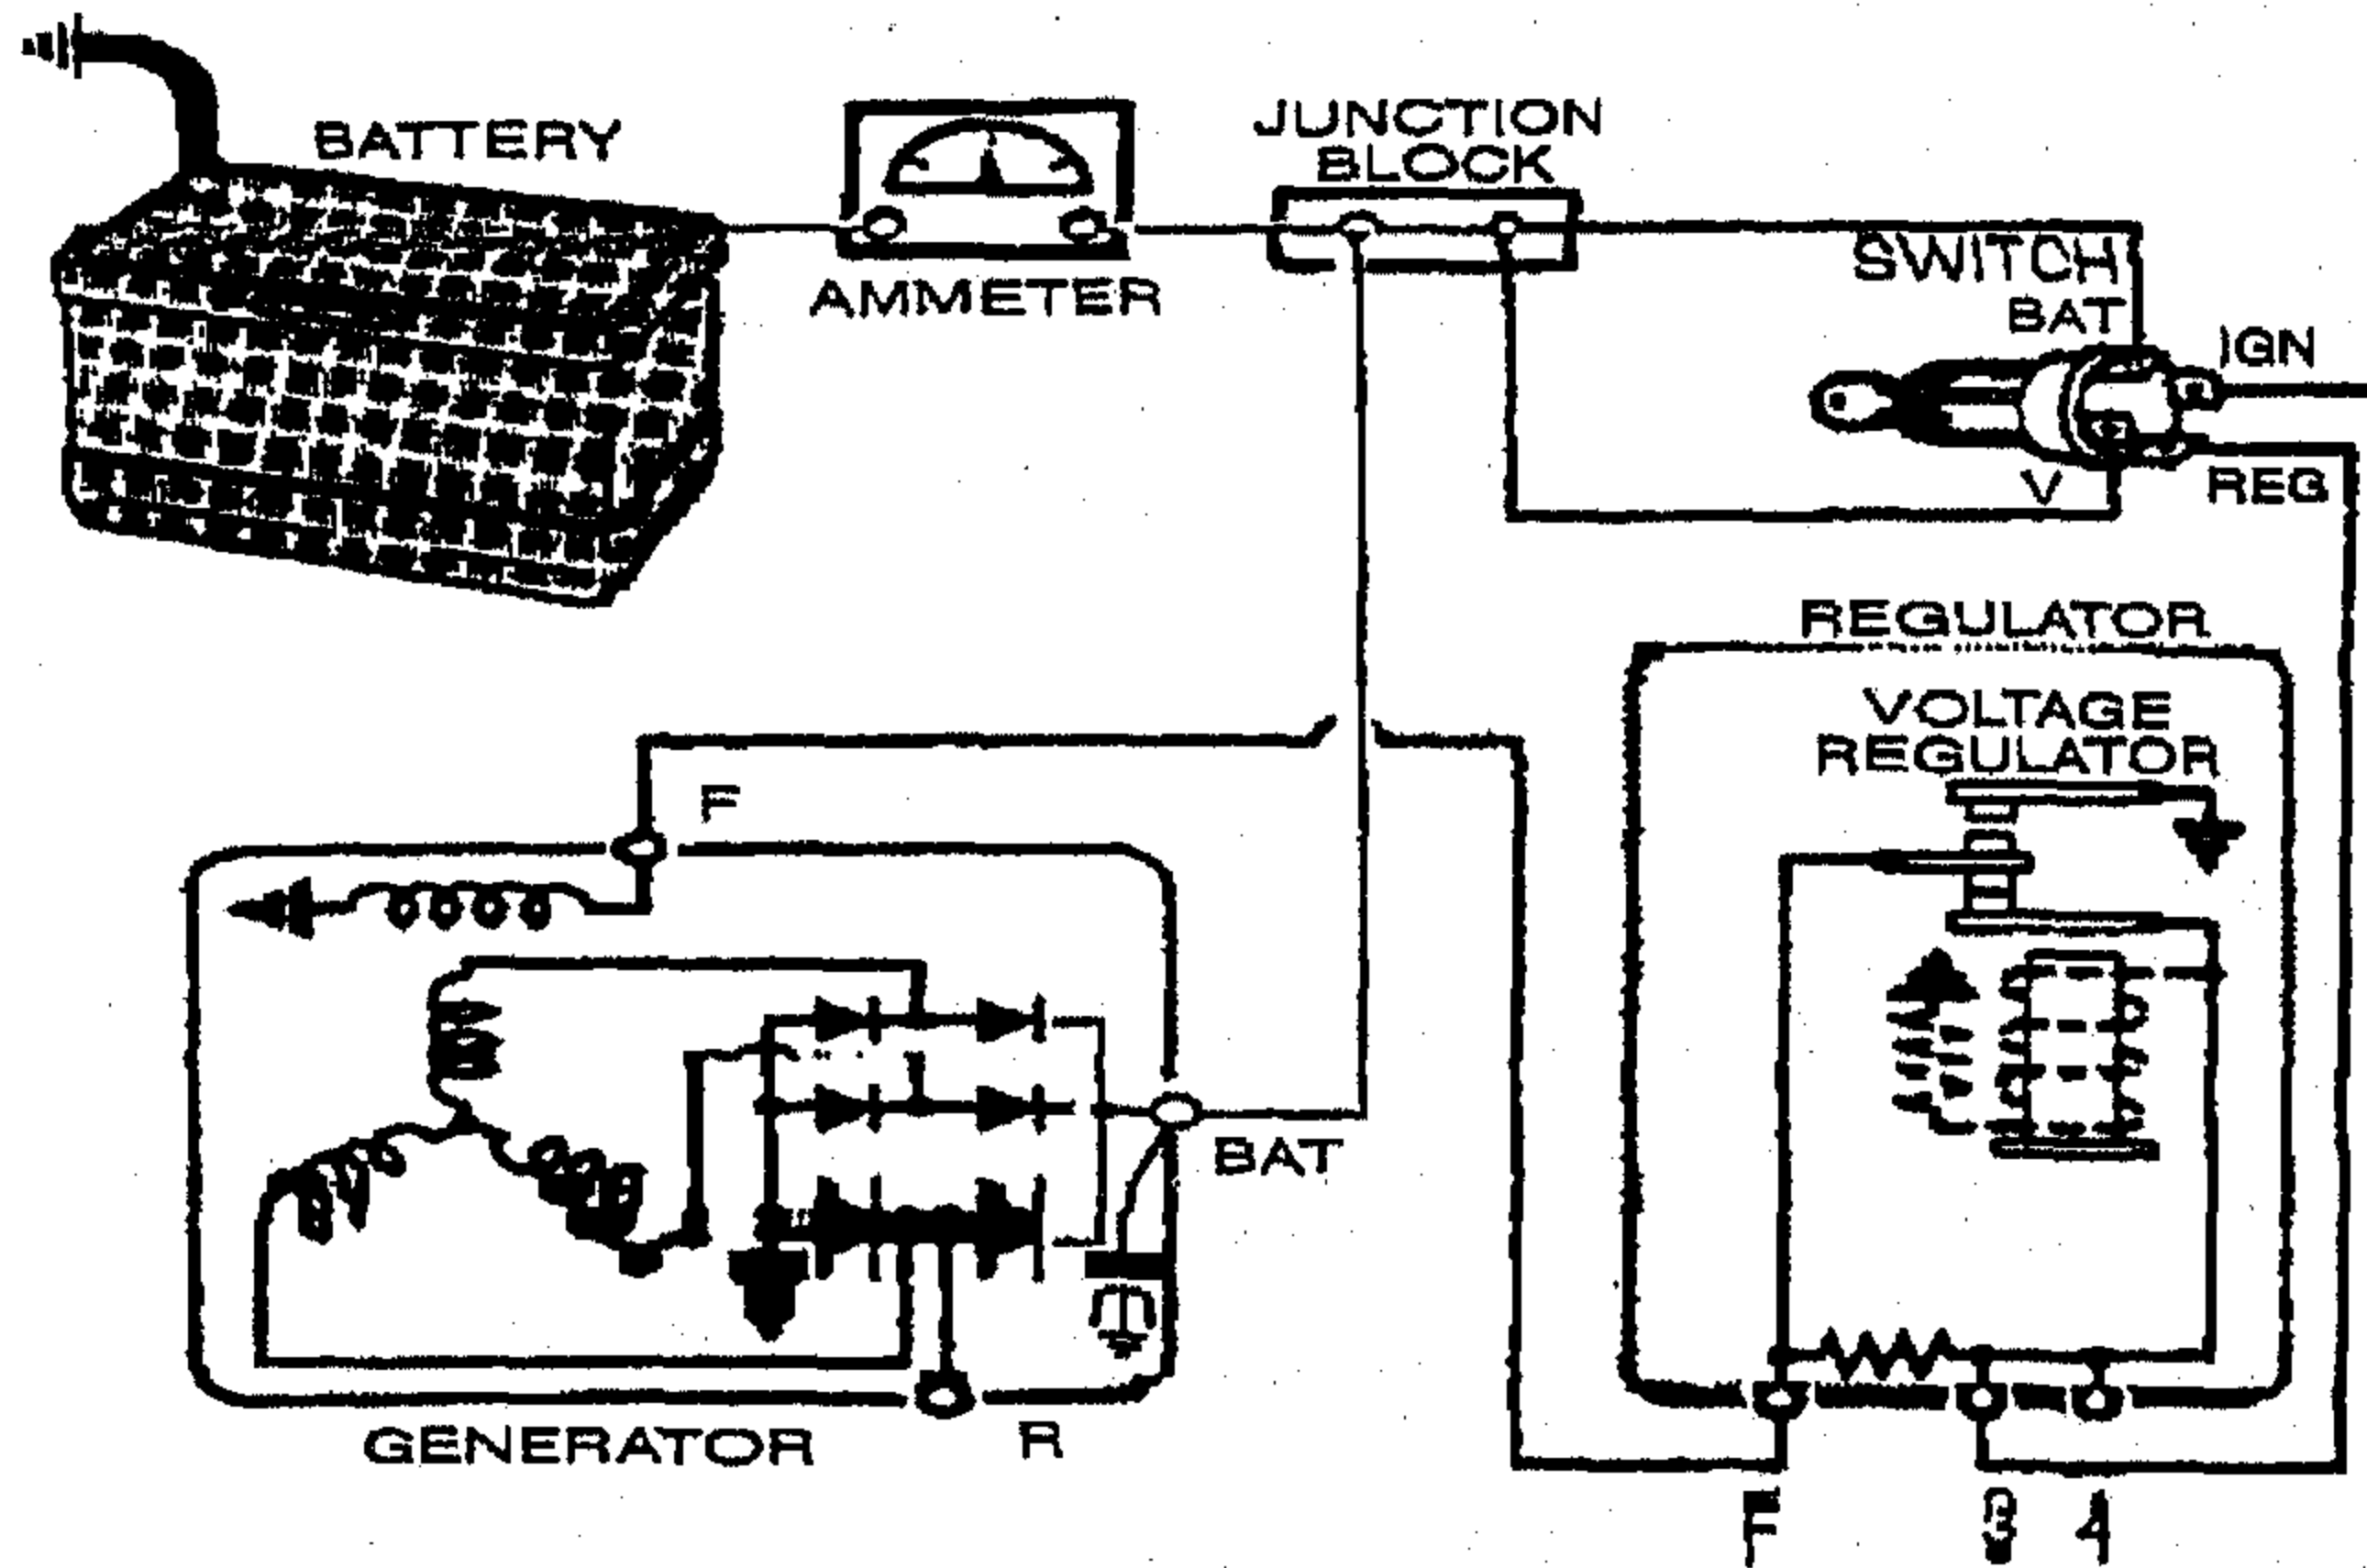 BATTERY
JUNCTION
BLOCK
AMMETER
SWITCH
BAT
IGN
V
REG
REGULATOR
VOLTAGE
REGULATOR
F
BAT
GENERATOR
R
F
3
4